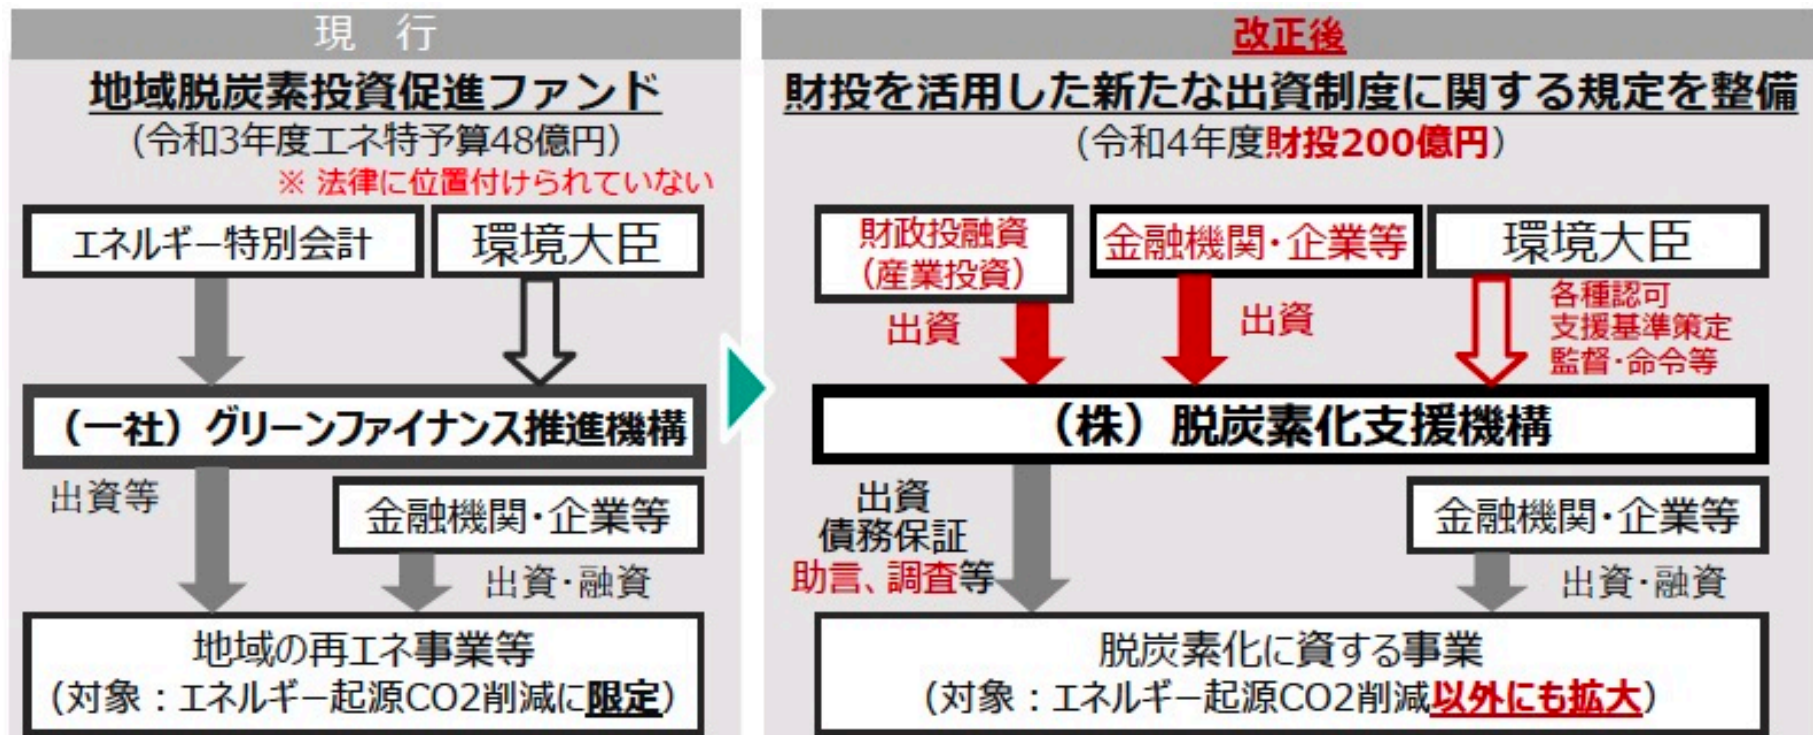 現　行
地域脱炭素投資促進ファンド
(令和3年度エネ特予算48億円)
※ 法律に位置付けられていない
エネルギー特別会計
環境大臣
（一社）グリーンファイナンス推進機構
出資等
金融機関・企業等
出資・融資
地域の再エネ事業等
(対象：エネルギー起源CO2削減に限定)
改正後
財投を活用した新たな出資制度に関する規定を整備
(令和4年度財投200億円)
財政投融資
(産業投資)
金融機関・企業等
環境大臣
出資
出資
各種認可
支援基準策定
監督・命令等
（株）脱炭素化支援機構
出資
債務保証
助言、調査等
金融機関・企業等
出資・融資
脱炭素化に資する事業
(対象：エネルギー起源CO2削減以外にも拡大)